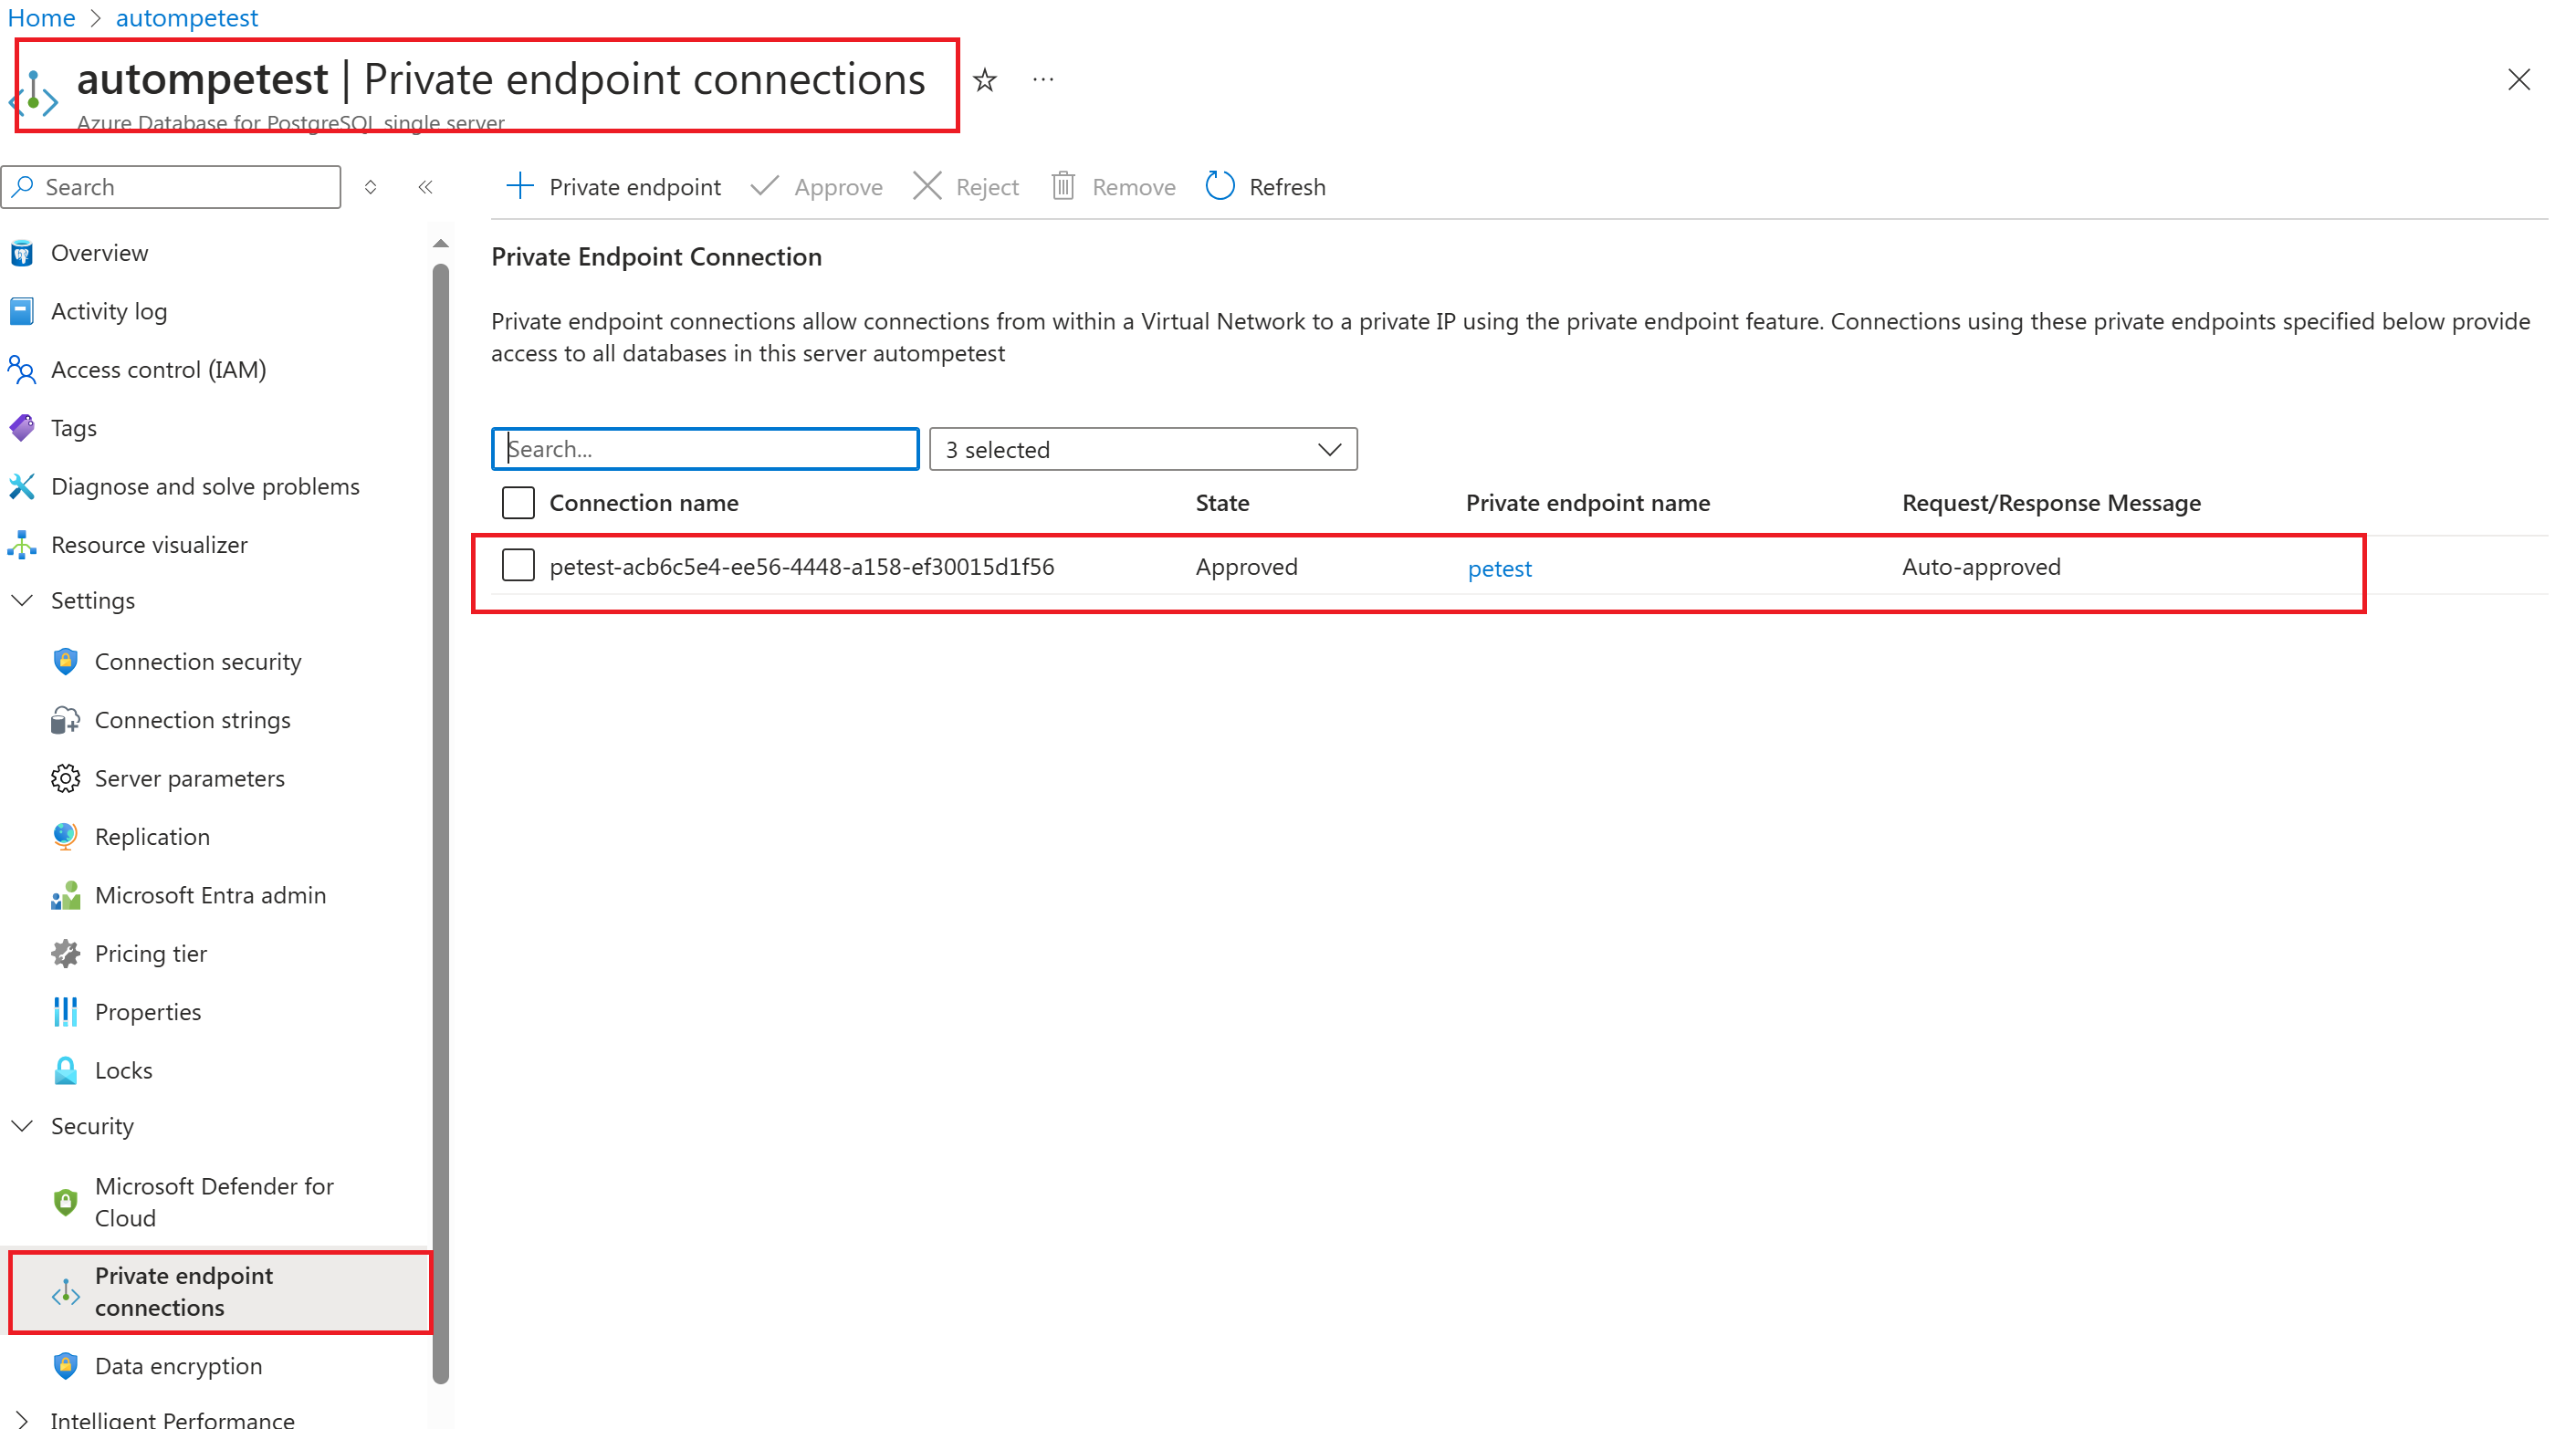 Home > autompetest
autompetest | Private endpoint connections
Azure Database for PostgreSQL single server
Search
Overview
Activity log
Access control (IAM)
Tags
Diagnose and solve problems
Resource visualizer
Settings
Connection security
Connection strings
Server parameters
Replication
Microsoft Entra admin
Pricing tier
Properties
Locks
Security
Microsoft Defender for
Cloud
Private endpoint
connections
Data encryption
Intelligent Performance
Private endpoint Approve Reject Remove Refresh
Private Endpoint Connection
Private endpoint connections allow connections from within a Virtual Network to a private IP using the private endpoint feature. Connections using these private endpoints specified below provide
access to all databases in this server autompetest
Search... 3 selected
Connection name State Private endpoint name Request/Response Message
petest-acb6c5e4-ee56-4448-a158-ef30015d1f56 Approved petest Auto-approved